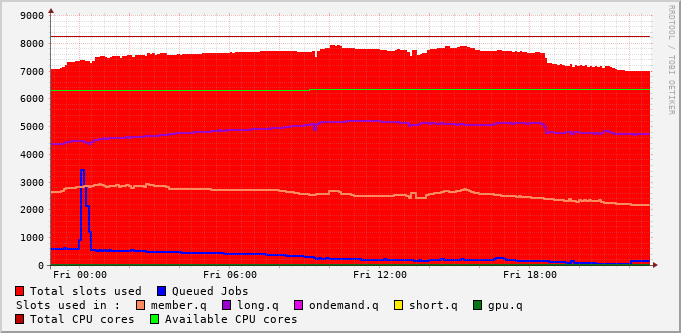 9000
8000
7000
6000
5000
4000
3000
2000
1000
0
Fri 00:00 Fri 06:00 Fri 12:00 Fri 18:00
RRDTOOL / TOBI OETIKER
Total slots used Queued Jobs
Slots used in : member.q long.q ondemand.q short.q gpu.q
Total CPU cores Available CPU cores